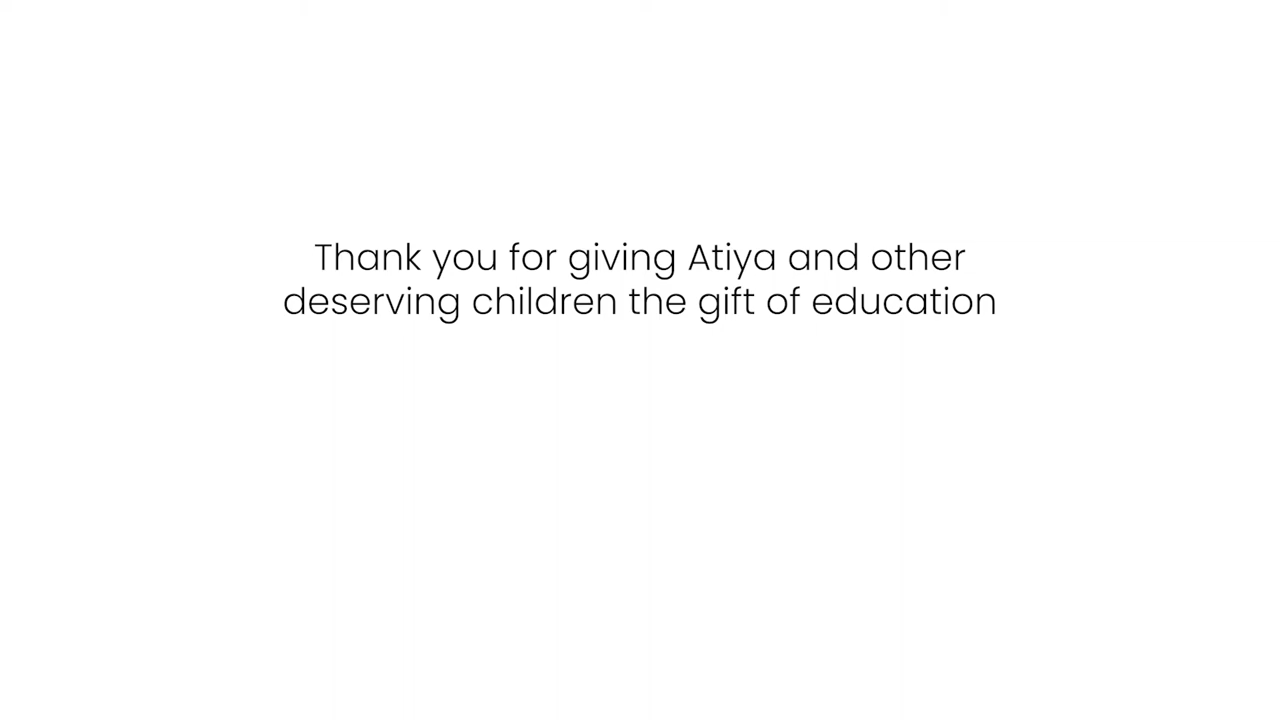 Thank you for giving Atiya and other
deserving children the gift of education